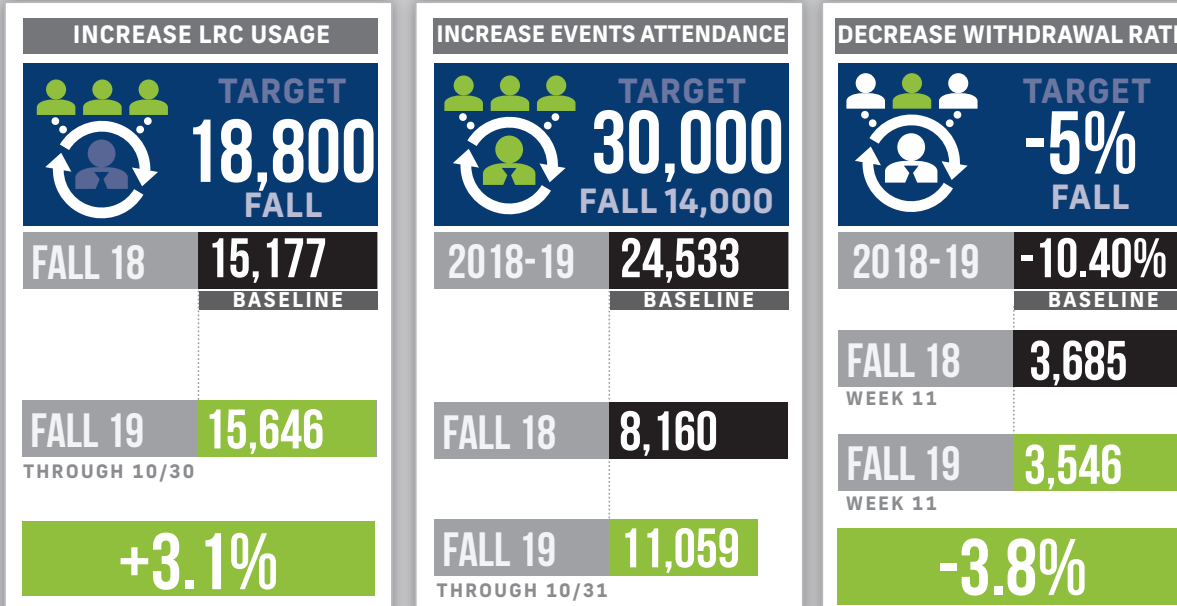 INCREASE LRC USAGE
TARGET
18,800
FALL
FALL 18 15,177
BASELINE
FALL 19 15,646
THROUGH 10/30
+3.1%
INCREASE EVENTS ATTENDANCE
TARGET
30,000
FALL 14,000
2018-19 24,533
BASELINE
FALL 18 8,160
FALL 19 11,059
THROUGH 10/31
DECREASE WITHDRAWAL RAT
TARGET
-5%
FALL
2018-19 -10.40%
BASELINE
FALL 18 3,685
WEEK 11
FALL 19 3,546
WEEK 11
-3.8%